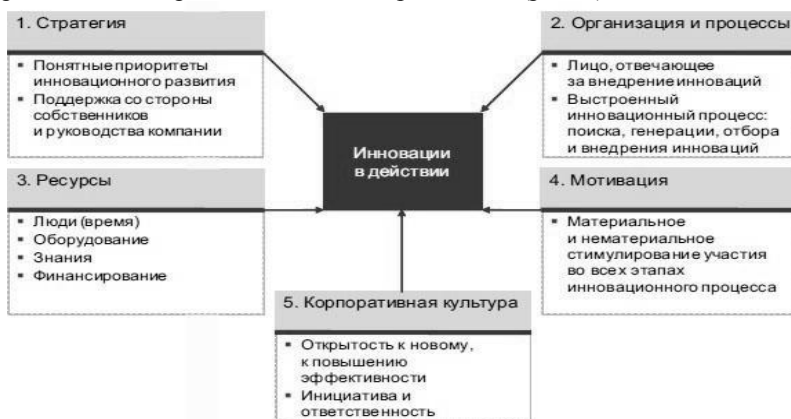 1. Стратегия
▪ Понятные приоритеты
инновационного развития
▪ Поддержка со стороны
собственников
и руководства компании
2. Организация и процессы
▪ Лицо, отвечающее
за внедрение инноваций
▪ Выстроенный
инновационный процесс:
поиска, генерации, отбора
и внедрения инноваций
Инновации
в действии
3. Ресурсы
▪ Люди (время)
▪ Оборудование
▪ Знания
▪ Финансирование
4. Мотивация
▪ Материальное
и нематериальное
стимулирование участия
во всех этапах
инновационного процесса
5. Корпоративная культура
▪ Открытость к новому,
к повышению
эффективности
▪ Инициатива и
ответственность